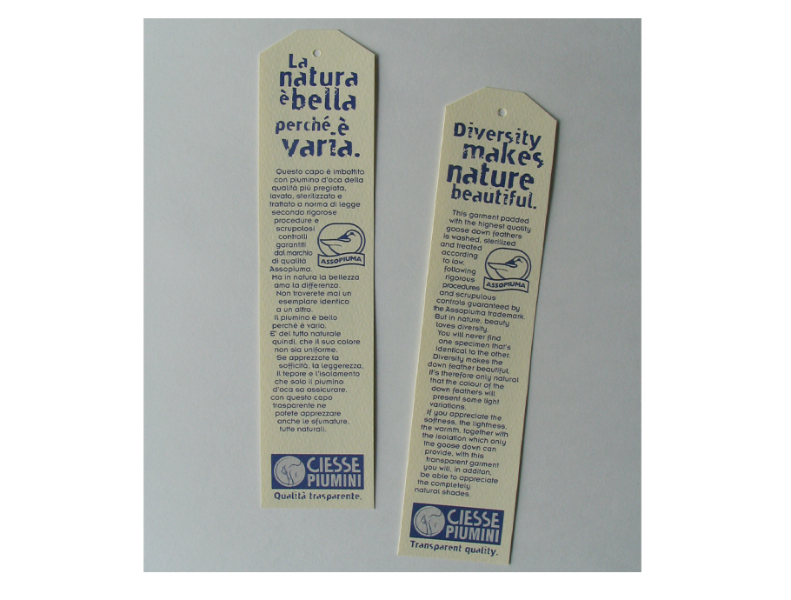 La
natura
è bella
perché è
varia.
Questo capo è imbottito
con piumino d'oca della
qualità più pregiata,
lavato, sterilizzato e
trattato a norma di legge
secondo rigorose
procedure e
scrupolosi
controlli
garantiti
dal marchio
di qualità
Assopiuma.
ASSOPIUMA
Ma in natura la bellezza
ama la differenza.
Non troverete mai un
esemplare identico
a un altro.
Il piumino è bello
perché è vario.
E' del tutto naturale
quindi, che il suo colore
non sia uniforme.
Se apprezzate la
sofficità, la leggerezza,
il tepore e l'isolamento
che solo il piumino
d'oca sa assicurare,
con questo capo
trasparente ne
potete apprezzare
anche le sfumature,
tutte naturali.
CIESSE
PIUMINI
Qualità trasparente.
Diversity
makes
nature
beautiful.
This garment padded
with the highest quality
goose down feathers
is washed, sterilized
and treated
according
to law,
following
rigorous
procedures
ASSOPIUMA
and scrupulous
controls guaranteed by
the Assopiuma trademark.
But in nature, beauty
loves diversity.
You will never find
one specimen that's
identical to the other.
Diversity makes the
down feather beautiful.
It's therefore only natural
that the colour of the
down feathers will
present some light
variations.
If you appreciate the
softness, the lightness,
the warmth, together with
the isolation which only
the goose down can
provide, with this
transparent garment
you will, in additon,
be able to appreciate
the completely
natural shades.
CIESSE
PIUMINI
Transparent quality.